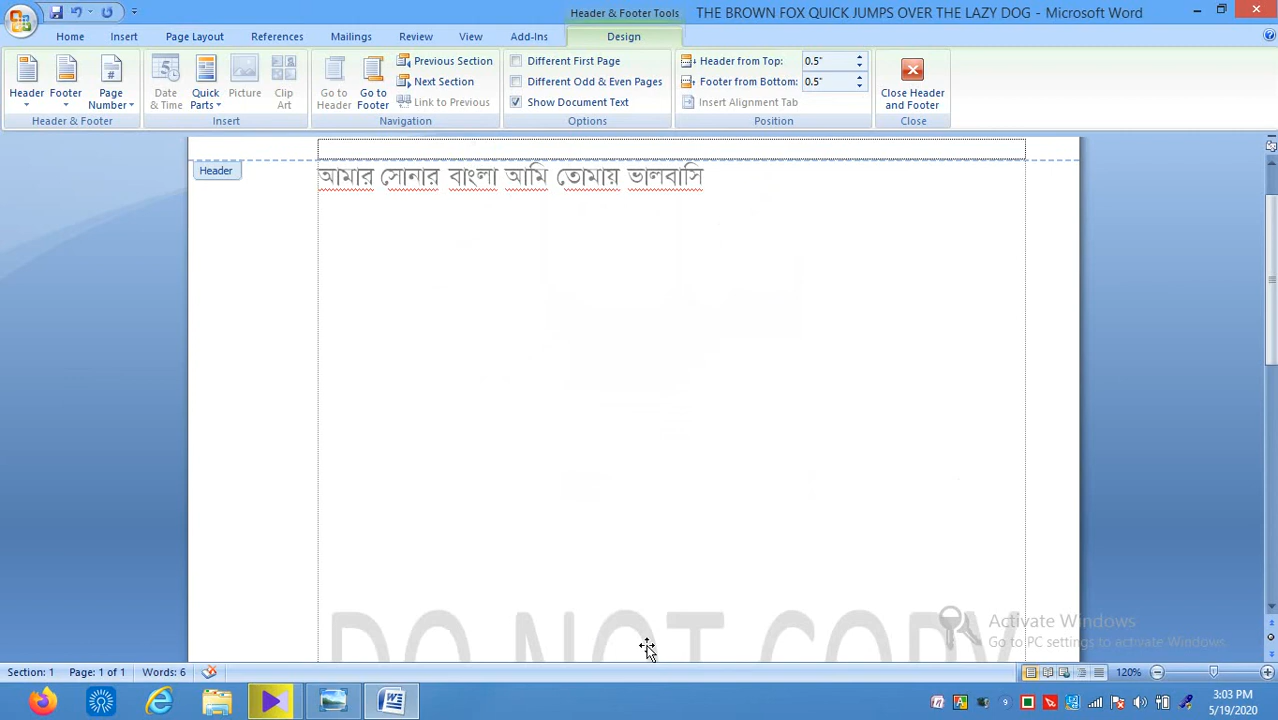 Header & Footer Tools
THE BROWN FOX QUICK JUMPS OVER THE LAZY DOG - Microsoft Word
Home
Insert
Page Layout
References
Mailings
Review
View
Add-Ins
Design
Header
Footer
Page Number
Header & Footer
Date & Time
Quick Parts
Picture
Clip Art
Insert
Go to Header
Go to Footer
Previous Section
Next Section
Link to Previous
Navigation
Different First Page
Different Odd & Even Pages
Show Document Text
Options
Header from Top: 0.5"
Footer from Bottom: 0.5"
Insert Alignment Tab
Position
Close Header and Footer
Close
Header
আমার সোনার বাংলা আমি তোমায় ভালবাসি
DO NOT COPY
Activate Windows
Go to PC settings to activate Windows.
Section: 1
Page: 1 of 1
Words: 6
120%
3:03 PM
5/19/2020